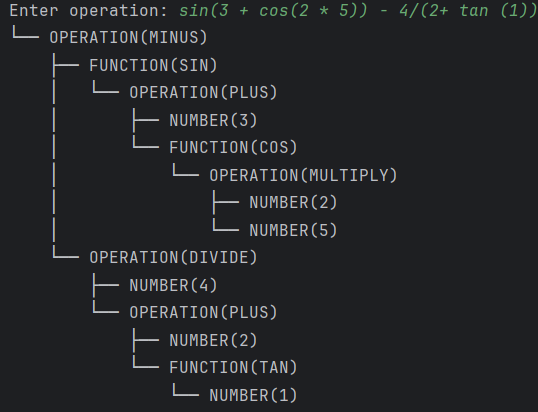 Enter operation: sin(3 + cos(2 * 5)) - 4/(2+ tan (1))
└── OPERATION(MINUS)
    ├── FUNCTION(SIN)
    │   └── OPERATION(PLUS)
    │       ├── NUMBER(3)
    │       └── FUNCTION(COS)
    │           └── OPERATION(MULTIPLY)
    │               ├── NUMBER(2)
    │               └── NUMBER(5)
    └── OPERATION(DIVIDE)
        ├── NUMBER(4)
        └── OPERATION(PLUS)
            ├── NUMBER(2)
            └── FUNCTION(TAN)
                └── NUMBER(1)